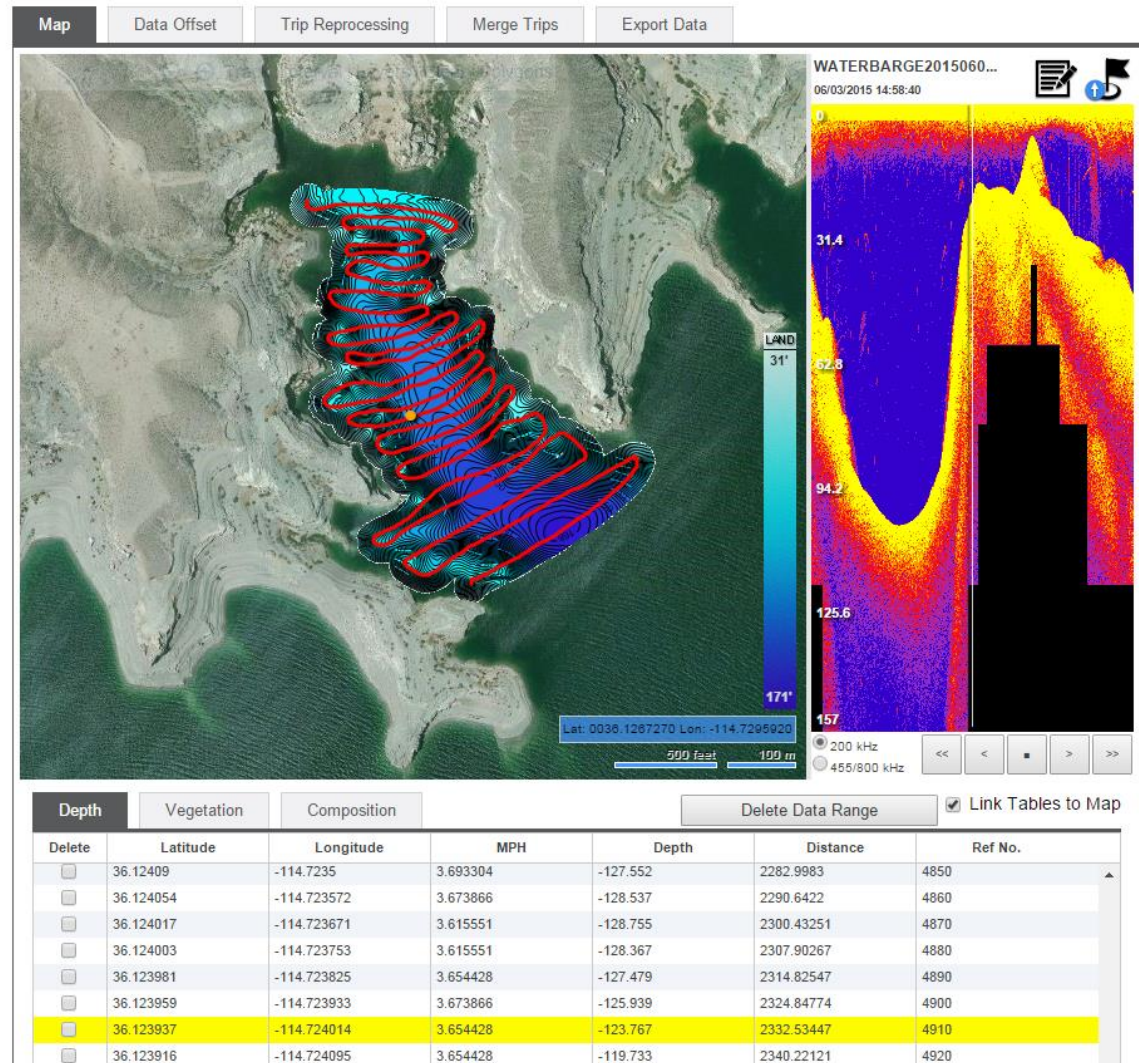 Map Data Offset Trip Reprocessing Merge Trips Export Data
WATERBARGE2015060...
06/03/2015 14:58:40
0
31.4
62.8
94.2
125.6
157
LAND
31'
171'
Lat: 0036.1267270 Lon: -114.7295920
500 feet 100 m
200 kHz
455/800 kHz
<< < ■ > >>
Depth Vegetation Composition Delete Data Range Link Tables to Map
Delete Latitude Longitude MPH Depth Distance Ref No.
36.12409 -114.7235 3.693304 -127.552 2282.9983 4850
36.124054 -114.723572 3.673866 -128.537 2290.6422 4860
36.124017 -114.723671 3.615551 -128.755 2300.43251 4870
36.124003 -114.723753 3.615551 -128.367 2307.90267 4880
36.123981 -114.723825 3.654428 -127.479 2314.82547 4890
36.123959 -114.723933 3.673866 -125.939 2324.84774 4900
36.123937 -114.724014 3.654428 -123.767 2332.53447 4910
36.123916 -114.724095 3.654428 -119.733 2340.22121 4920